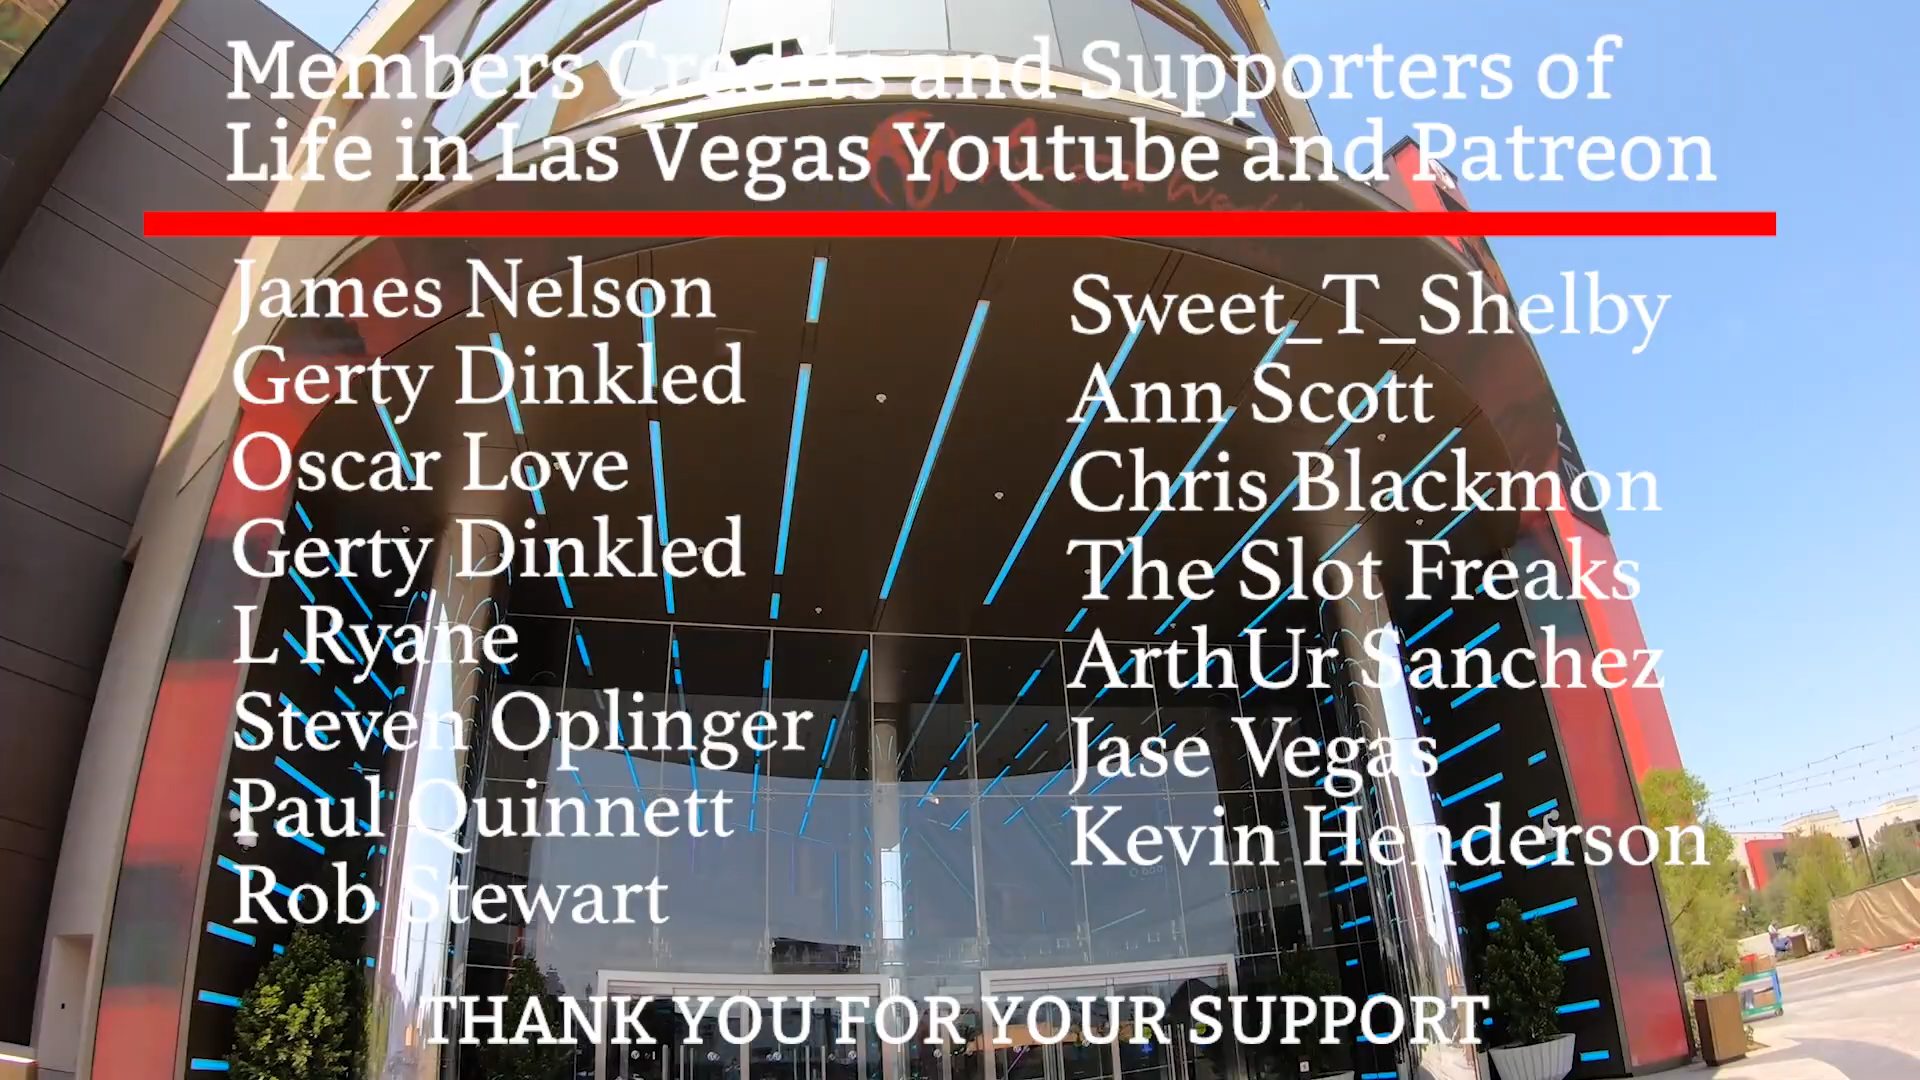 Members Credits and Supporters of
Life in Las Vegas Youtube and Patreon
James Nelson
Gerty Dinkled
Oscar Love
Gerty Dinkled
L Ryane
Steven Oplinger
Paul Quinnett
Rob Stewart
Sweet_T_Shelby
Ann Scott
Chris Blackmon
The Slot Freaks
ArthUr Sanchez
Jase Vegas
Kevin Henderson
THANK YOU FOR YOUR SUPPORT